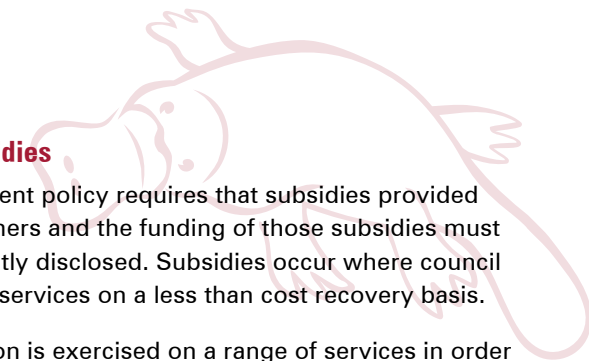 dies
ent policy requires that subsidies provided
ners and the funding of those subsidies must
tly disclosed. Subsidies occur where council
services on a less than cost recovery basis.
on is exercised on a range of services in order